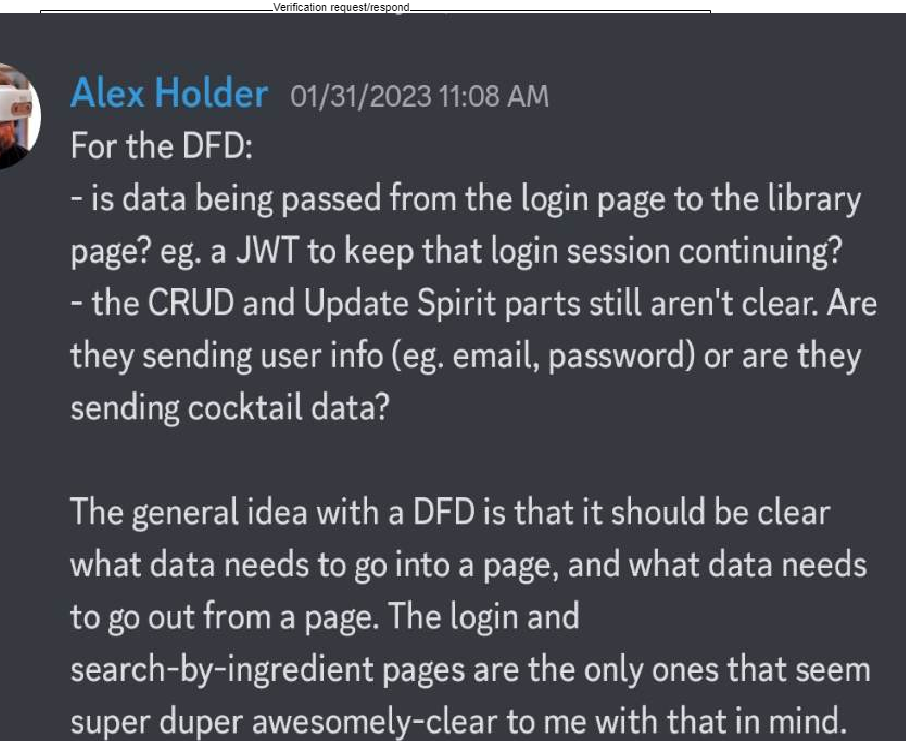 Verification request/respond
Alex Holder 01/31/2023 11:08 AM
For the DFD:
- is data being passed from the login page to the library
page? eg. a JWT to keep that login session continuing?
- the CRUD and Update Spirit parts still aren't clear. Are
they sending user info (eg. email, password) or are they
sending cocktail data?
The general idea with a DFD is that it should be clear
what data needs to go into a page, and what data needs
to go out from a page. The login and
search-by-ingredient pages are the only ones that seem
super duper awesomely-clear to me with that in mind.